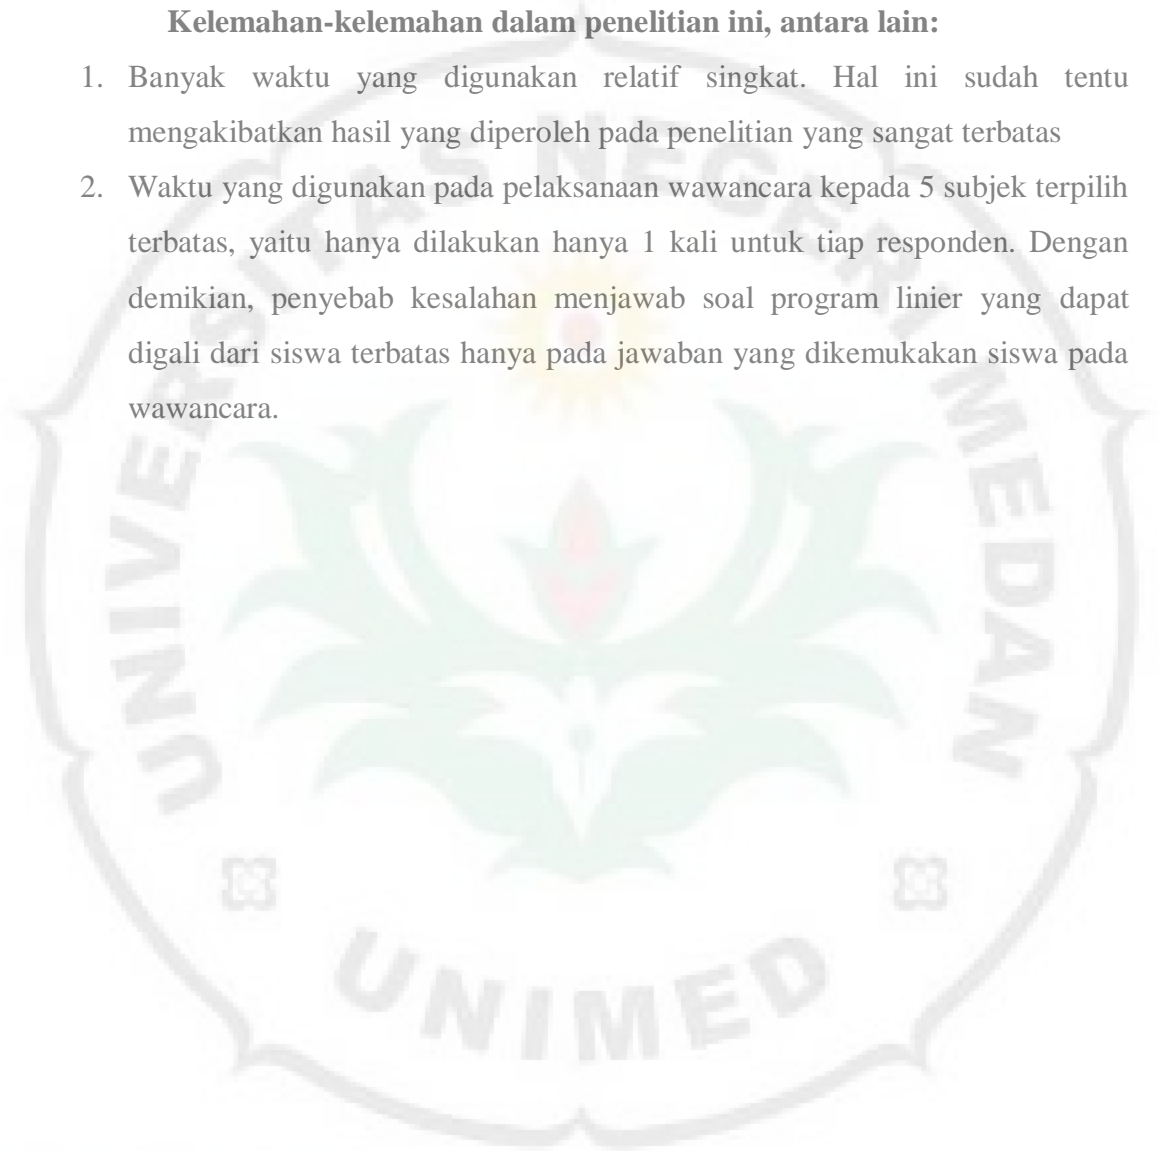 Kelemahan-kelemahan dalam penelitian ini, antara lain:
1. Banyak waktu yang digunakan relatif singkat. Hal ini sudah tentu
mengakibatkan hasil yang diperoleh pada penelitian yang sangat terbatas
2. Waktu yang digunakan pada pelaksanaan wawancara kepada 5 subjek terpilih
terbatas, yaitu hanya dilakukan hanya 1 kali untuk tiap responden. Dengan
demikian, penyebab kesalahan menjawab soal program linier yang dapat
digali dari siswa terbatas hanya pada jawaban yang dikemukakan siswa pada
wawancara.
UNIVERSITAS NEGERI MEDAN
UNIMED